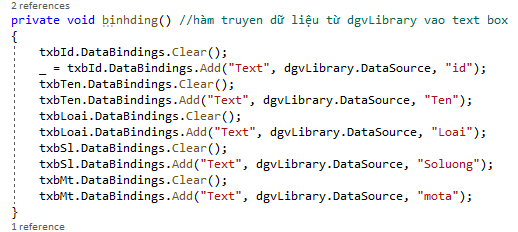 2 references
private void binhding() //hàm truyen dữ liệu từ dgvLibrary vao text box
{
txbId.DataBindings.Clear();
_ = txbId.DataBindings.Add("Text", dgvLibrary.DataSource, "id");
txbTen.DataBindings.Clear();
txbTen.DataBindings.Add("Text", dgvLibrary.DataSource, "Ten");
txbLoai.DataBindings.Clear();
txbLoai.DataBindings.Add("Text", dgvLibrary.DataSource, "Loai");
txbSl.DataBindings.Clear();
txbSl.DataBindings.Add("Text", dgvLibrary.DataSource, "Soluong");
txbMt.DataBindings.Clear();
txbMt.DataBindings.Add("Text", dgvLibrary.DataSource, "mota");
}
1 reference